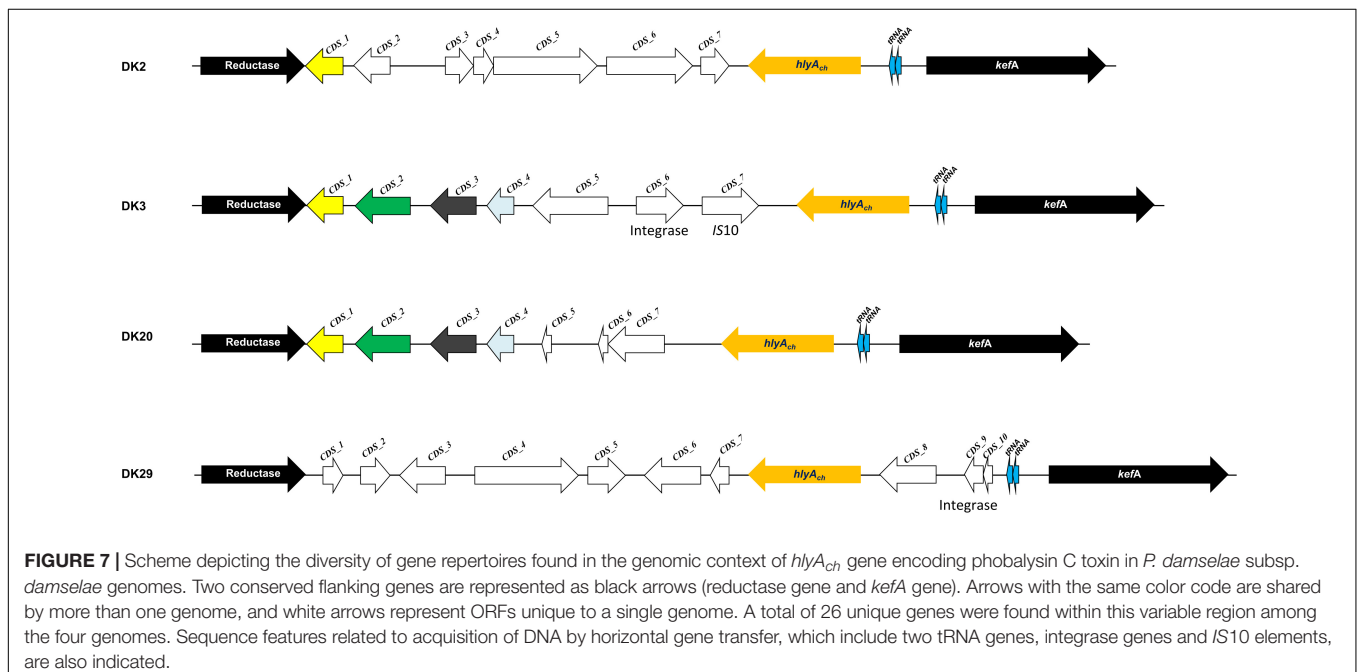 CDS_1 CDS_2 CDS_3 CDS_4 CDS_5 CDS_6 CDS_7 tRNA tRNA
DK2 Reductase hlyAch kefA
CDS_1 CDS_2 CDS_3 CDS_4 CDS_5 CDS_6 CDS_7 tRNA tRNA
DK3 Reductase hlyAch kefA
Integrase IS10
CDS_1 CDS_2 CDS_3 CDS_4 CDS_5 CDS_6 CDS_7 tRNA tRNA
DK20 Reductase hlyAch kefA
CDS_1 CDS_2 CDS_3 CDS_4 CDS_5 CDS_6 CDS_7 CDS_8 CDS_9 CDS_10 tRNA tRNA
DK29 Reductase hlyAch kefA
Integrase
FIGURE 7 | Scheme depicting the diversity of gene repertoires found in the genomic context of hlyAch gene encoding phobalysin C toxin in P. damselae subsp.
damselae genomes. Two conserved flanking genes are represented as black arrows (reductase gene and kefA gene). Arrows with the same color code are shared
by more than one genome, and white arrows represent ORFs unique to a single genome. A total of 26 unique genes were found within this variable region among
the four genomes. Sequence features related to acquisition of DNA by horizontal gene transfer, which include two tRNA genes, integrase genes and IS10 elements,
are also indicated.